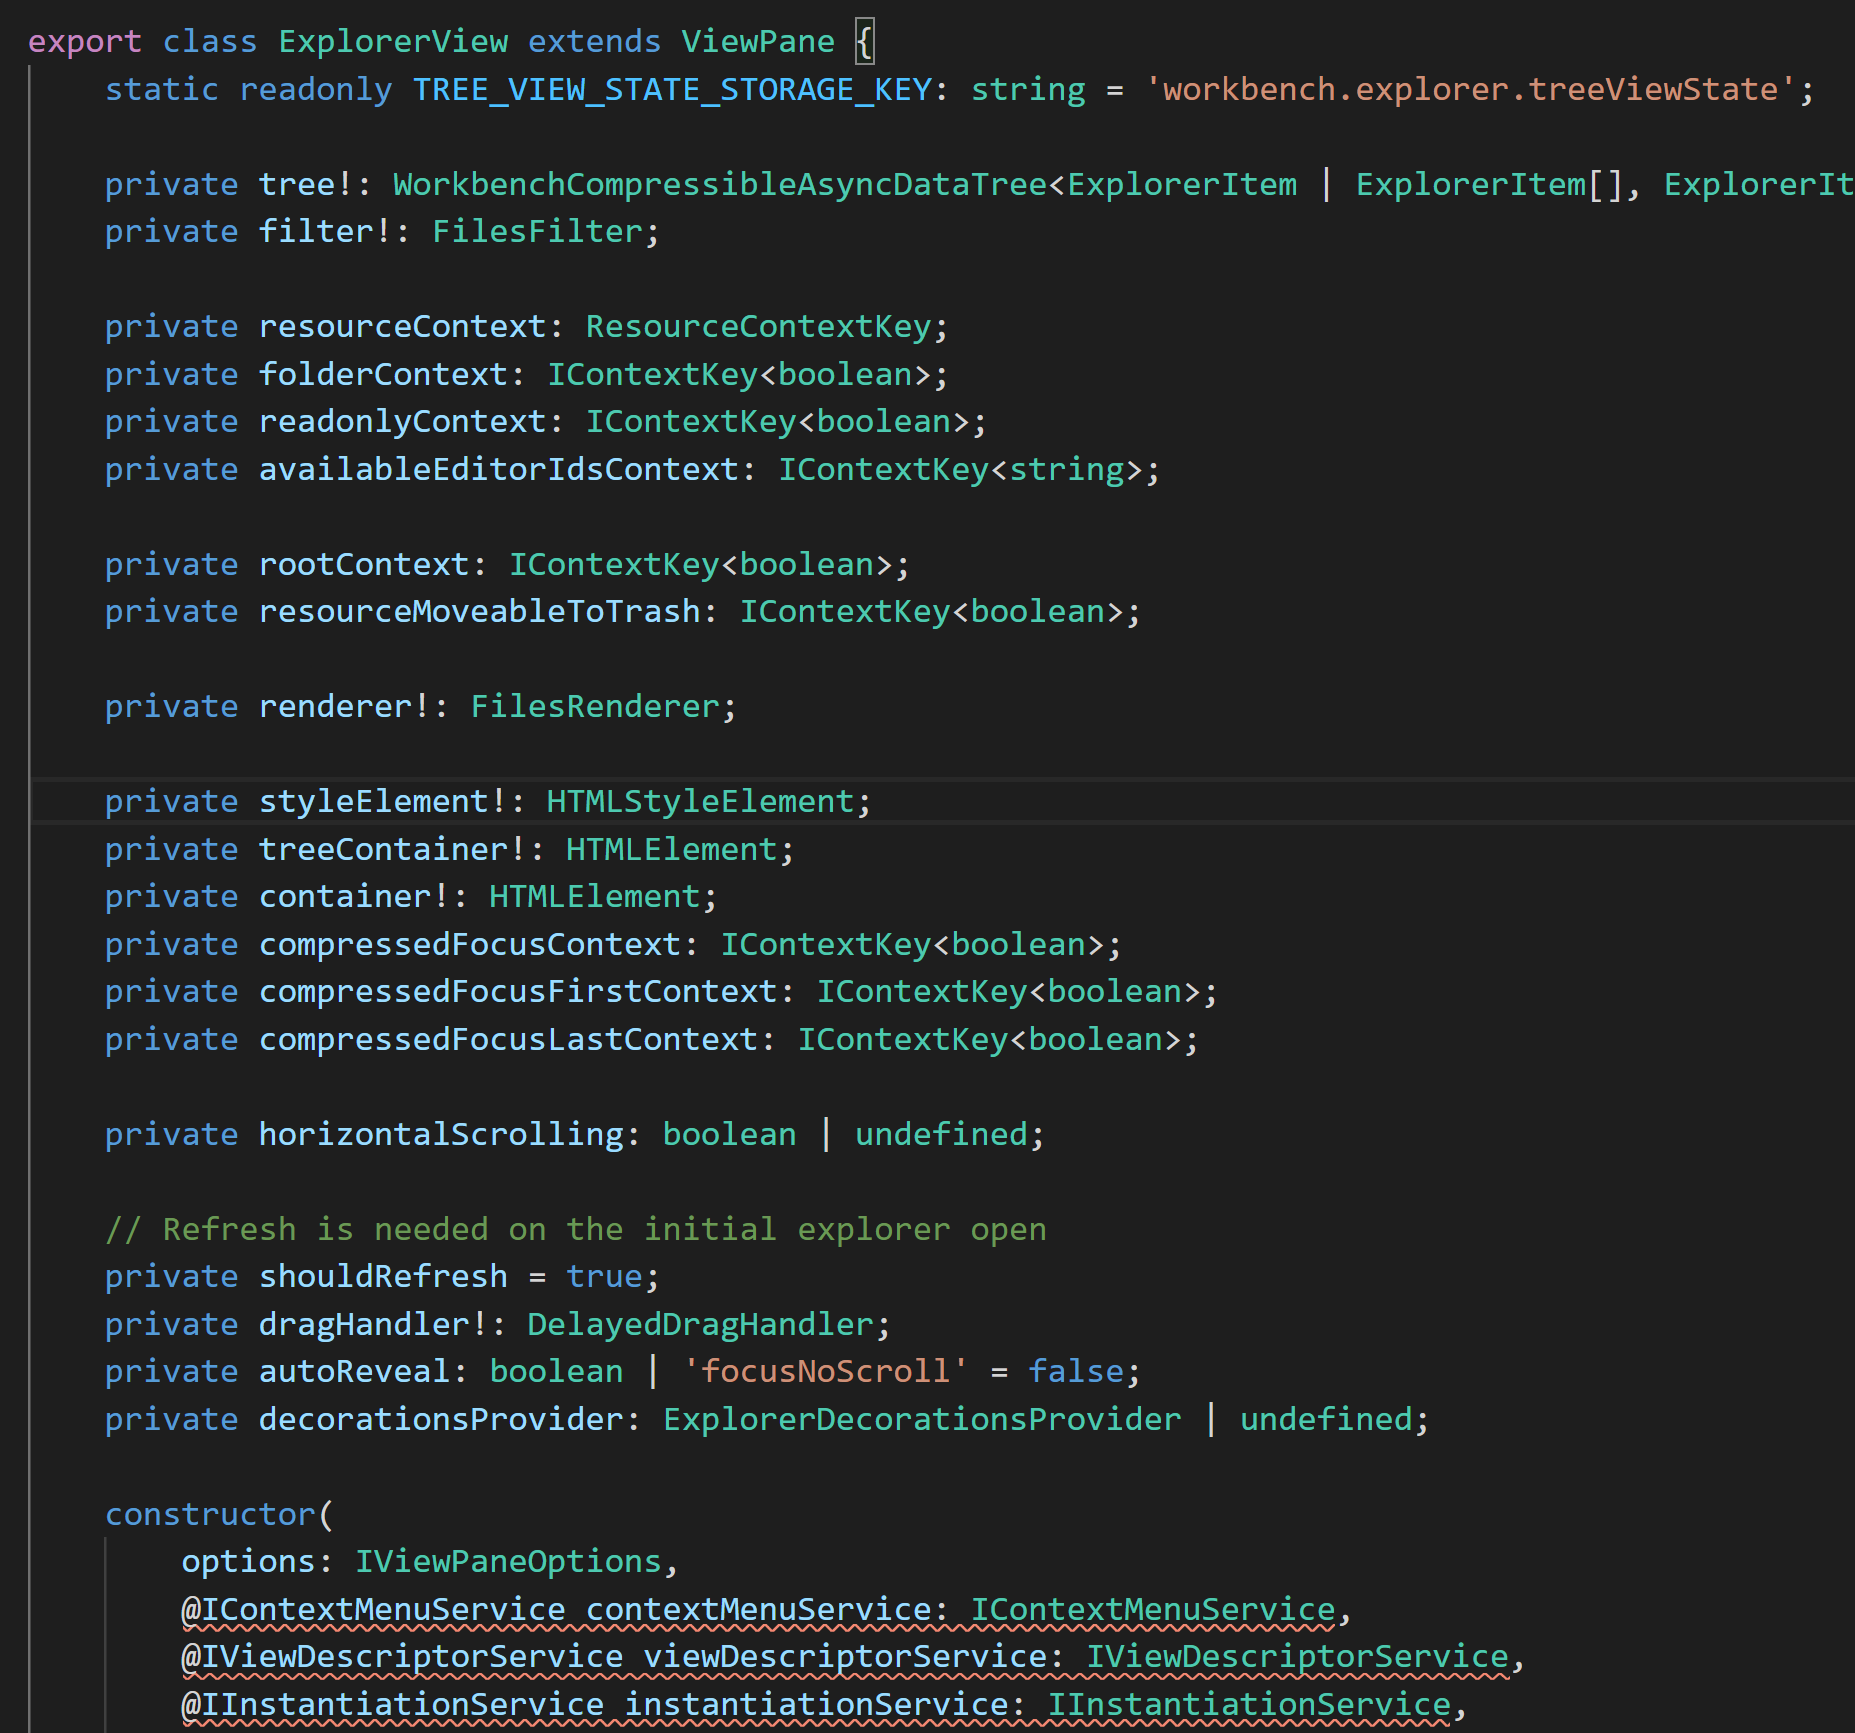 export class ExplorerView extends ViewPane {
static readonly TREE_VIEW_STATE_STORAGE_KEY: string = 'workbench.explorer.treeViewState';
private tree!: WorkbenchCompressibleAsyncDataTree<ExplorerItem | ExplorerItem[], ExplorerIt
private filter!: FilesFilter;
private resourceContext: ResourceContextKey;
private folderContext: IContextKey<boolean>;
private readonlyContext: IContextKey<boolean>;
private availableEditorIdsContext: IContextKey<string>;
private rootContext: IContextKey<boolean>;
private resourceMoveableToTrash: IContextKey<boolean>;
private renderer!: FilesRenderer;
private styleElement!: HTMLStyleElement;
private treeContainer!: HTMLElement;
private container!: HTMLElement;
private compressedFocusContext: IContextKey<boolean>;
private compressedFocusFirstContext: IContextKey<boolean>;
private compressedFocusLastContext: IContextKey<boolean>;
private horizontalScrolling: boolean | undefined;
// Refresh is needed on the initial explorer open
private shouldRefresh = true;
private dragHandler!: DelayedDragHandler;
private autoReveal: boolean | 'focusNoScroll' = false;
private decorationsProvider: ExplorerDecorationsProvider | undefined;
constructor(
options: IViewPaneOptions,
@IContextMenuService contextMenuService: IContextMenuService,
@IViewDescriptorService viewDescriptorService: IViewDescriptorService,
@IInstantiationService instantiationService: IInstantiationService,